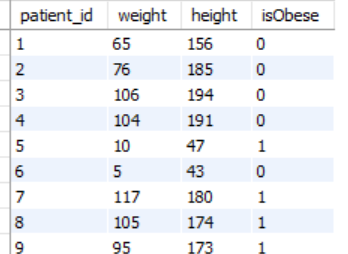 patient_id weight height isObese
1 65 156 0
2 76 185 0
3 106 194 0
4 104 191 0
5 10 47 1
6 5 43 0
7 117 180 1
8 105 174 1
9 95 173 1